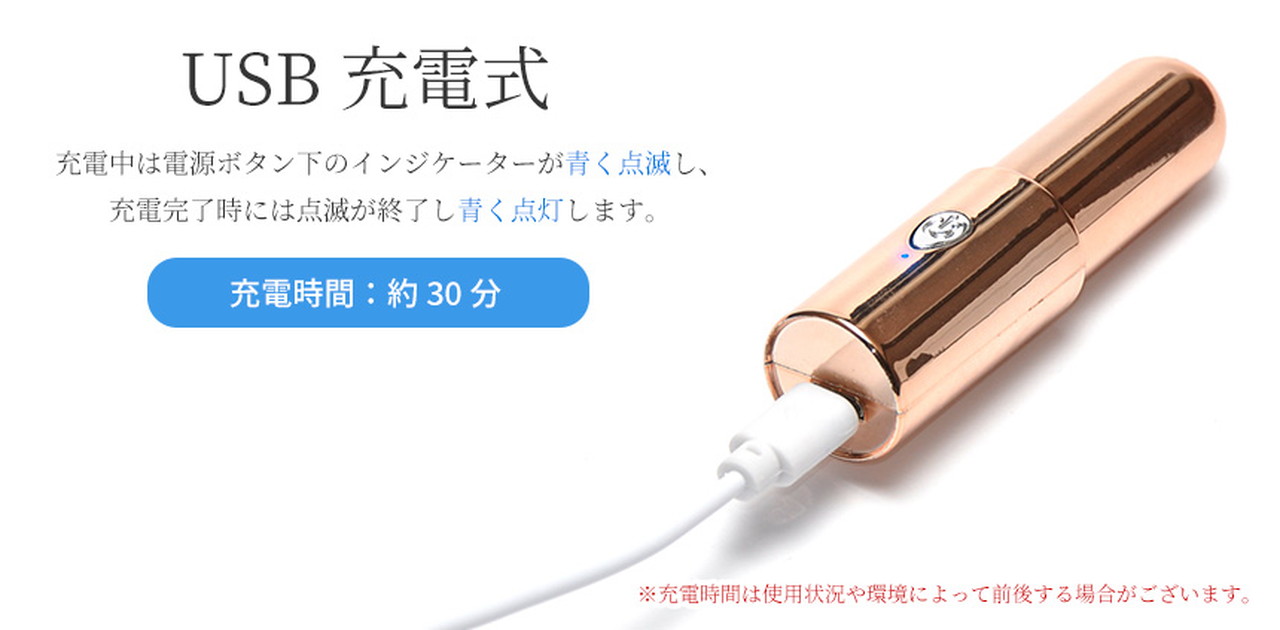 USB 充電式
充電中は電源ボタン下のインジケーターが青く点滅し、
充電完了時には点滅が終了し青く点灯します。
充電時間：約 30 分
※充電時間は使用状況や環境によって前後する場合がございます。